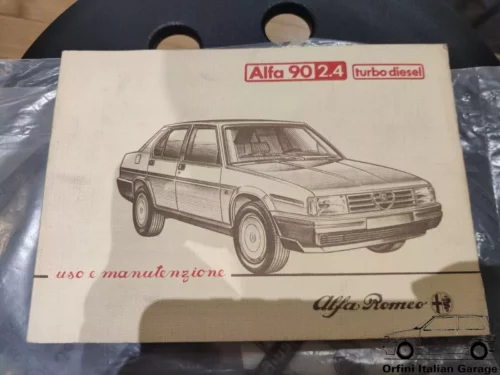 Alfa 90 2.4 turbo diesel
uso e manutenzione
Alfa Romeo
Orfini Italian Garage